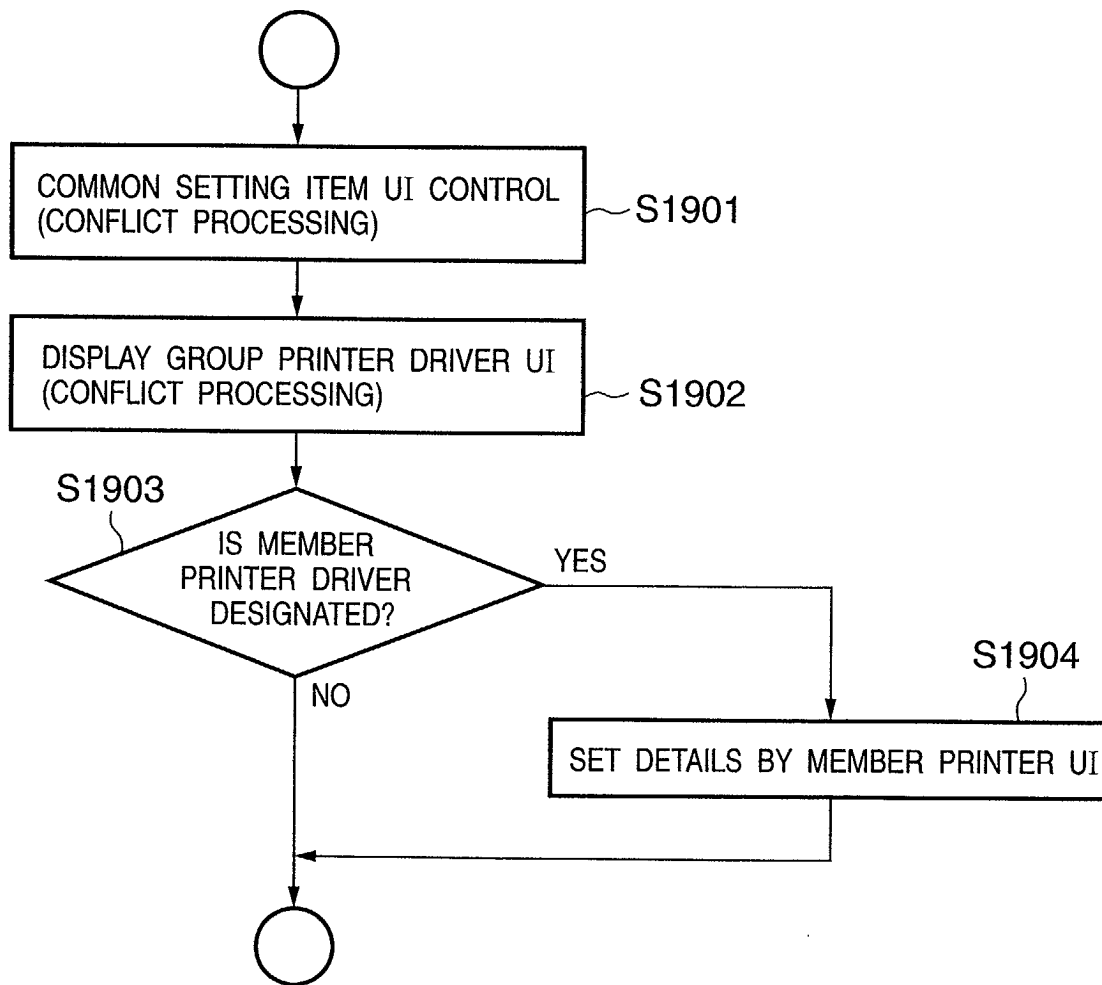 COMMON SETTING ITEM UI CONTROL
(CONFLICT PROCESSING)
S1901
DISPLAY GROUP PRINTER DRIVER UI
(CONFLICT PROCESSING)
S1902
S1903
IS MEMBER
PRINTER DRIVER
DESIGNATED?
YES
NO
S1904
SET DETAILS BY MEMBER PRINTER UI